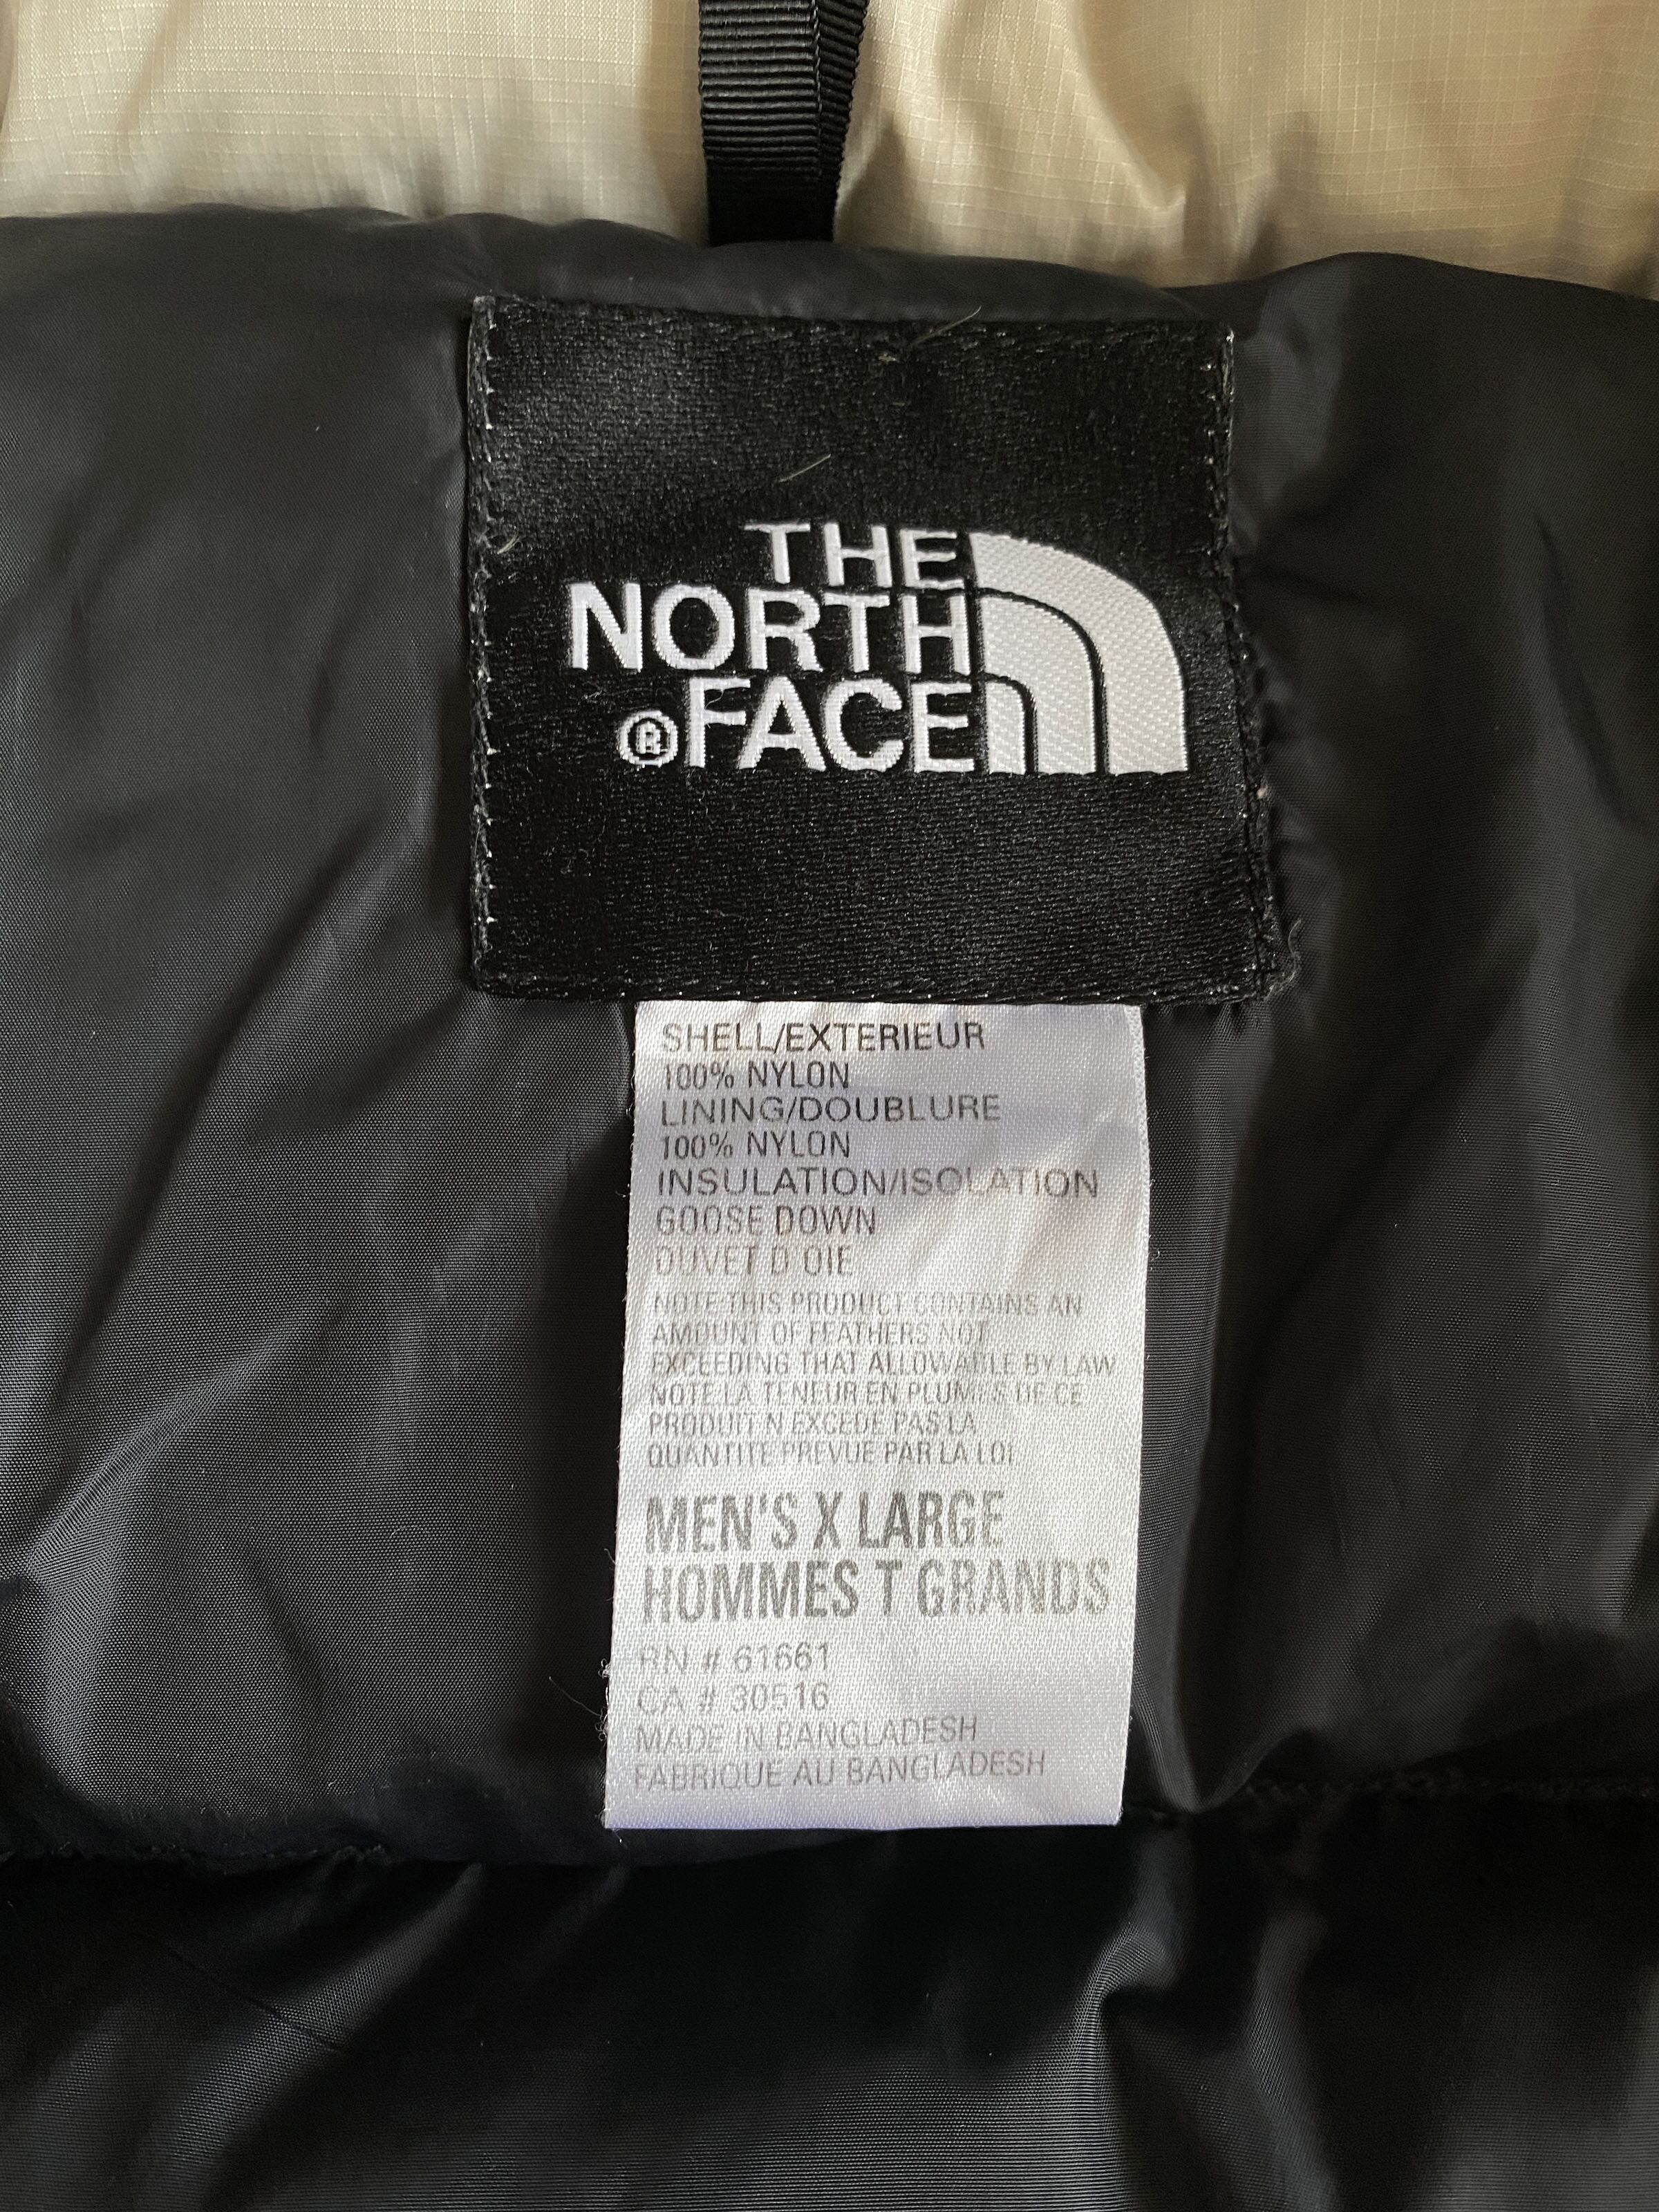 THE
NORTH
®FACE
SHELL/EXTERIEUR
100% NYLON
LINING/DOUBLURE
100% NYLON
INSULATION/ISOLATION
GOOSE DOWN
DUVET D OIE
NOTE THIS PRODUCT CONTAINS AN
AMOUNT OF FEATHERS NOT
EXCEEDING THAT ALLOWABLE BY LAW
NOTE LA TENEUR EN PLUMES DE CE
PRODUIT N EXCEDE PAS LA
QUANTITE PREVUE PAR LA LOI
MEN'S X LARGE
HOMMES T GRANDS
RN # 61661
CA # 30516
MADE IN BANGLADESH
FABRIQUE AU BANGLADESH